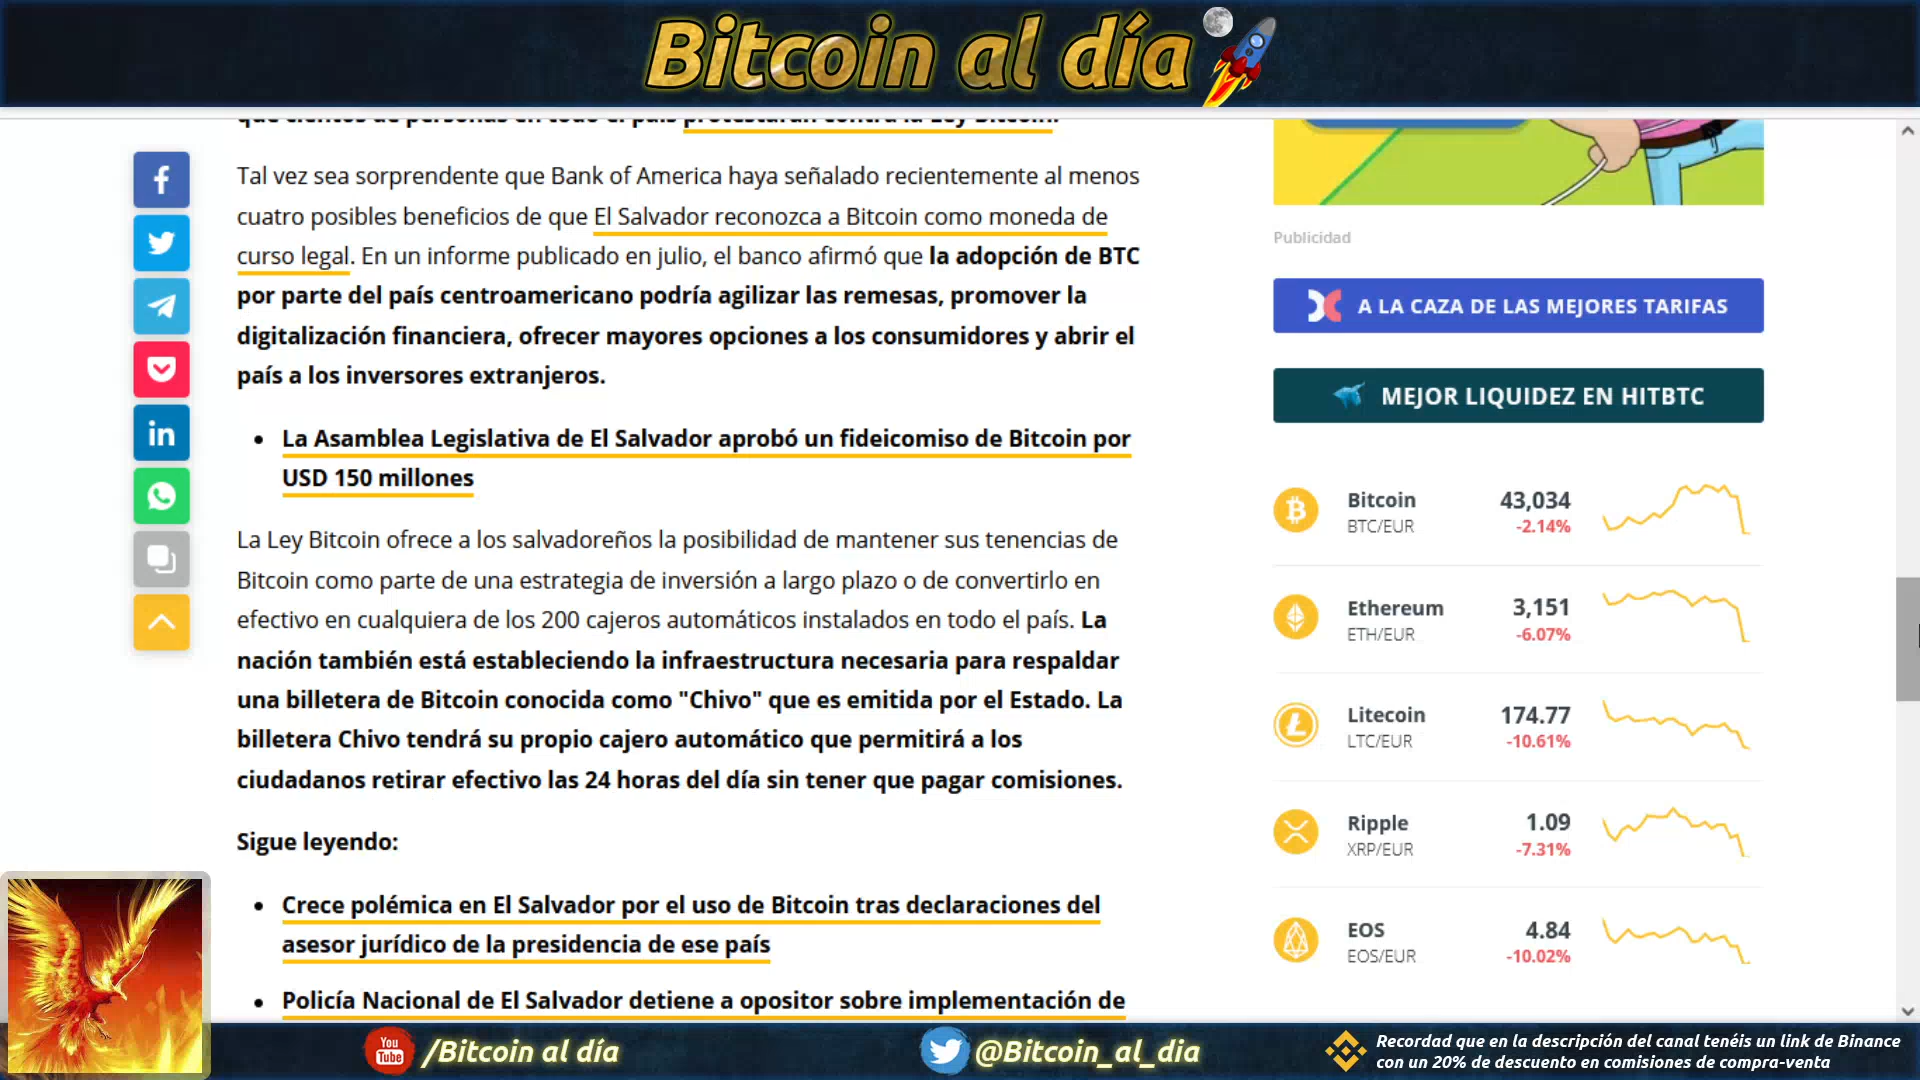 Bitcoin al día
que cientos de personas en todo el país protestaran contra la Ley Bitcoin.
Tal vez sea sorprendente que Bank of America haya señalado recientemente al menos
cuatro posibles beneficios de que El Salvador reconozca a Bitcoin como moneda de
curso legal. En un informe publicado en julio, el banco afirmó que la adopción de BTC
por parte del país centroamericano podría agilizar las remesas, promover la
digitalización financiera, ofrecer mayores opciones a los consumidores y abrir el
país a los inversores extranjeros.
La Asamblea Legislativa de El Salvador aprobó un fideicomiso de Bitcoin por
USD 150 millones
La Ley Bitcoin ofrece a los salvadoreños la posibilidad de mantener sus tenencias de
Bitcoin como parte de una estrategia de inversión a largo plazo o de convertirlo en
efectivo en cualquiera de los 200 cajeros automáticos instalados en todo el país. La
nación también está estableciendo la infraestructura necesaria para respaldar
una billetera de Bitcoin conocida como "Chivo" que es emitida por el Estado. La
billetera Chivo tendrá su propio cajero automático que permitirá a los
ciudadanos retirar efectivo las 24 horas del día sin tener que pagar comisiones.
Sigue leyendo:
Crece polémica en El Salvador por el uso de Bitcoin tras declaraciones del
asesor jurídico de la presidencia de ese país
Policía Nacional de El Salvador detiene a opositor sobre implementación de
Publicidad
A LA CAZA DE LAS MEJORES TARIFAS
MEJOR LIQUIDEZ EN HITBTC
Bitcoin 43,034
BTC/EUR -2.14%
Ethereum 3,151
ETH/EUR -6.07%
Litecoin 174.77
LTC/EUR -10.61%
Ripple 1.09
XRP/EUR -7.31%
EOS 4.84
EOS/EUR -10.02%
You
Tube
/Bitcoin al día
@Bitcoin_al_dia
Recordad que en la descripción del canal tenéis un link de Binance
con un 20% de descuento en comisiones de compra-venta